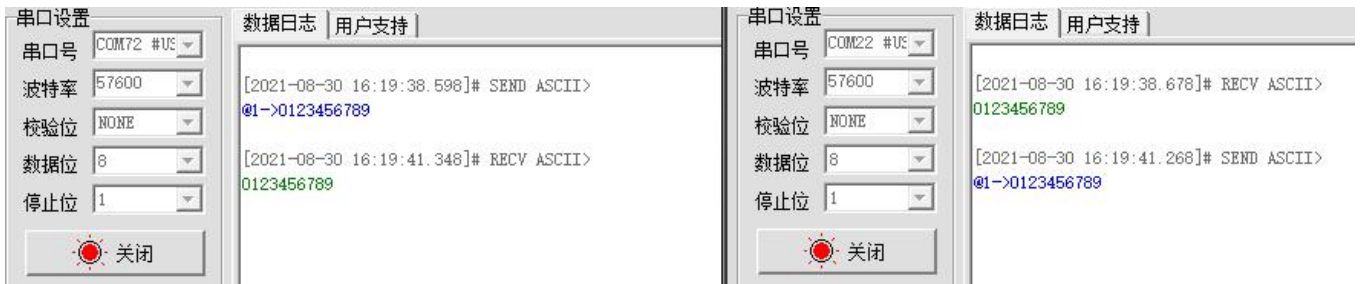 串口设置
串口号 COM72 #US
波特率 57600
校验位 NONE
数据位 8
停止位 1
关闭
数据日志 用户支持
[2021-08-30 16:19:38.598]# SEND ASCII>
@1->0123456789
[2021-08-30 16:19:41.348]# RECV ASCII>
0123456789
串口设置
串口号 COM22 #US
波特率 57600
校验位 NONE
数据位 8
停止位 1
关闭
数据日志 用户支持
[2021-08-30 16:19:38.678]# RECV ASCII>
0123456789
[2021-08-30 16:19:41.268]# SEND ASCII>
@1->0123456789